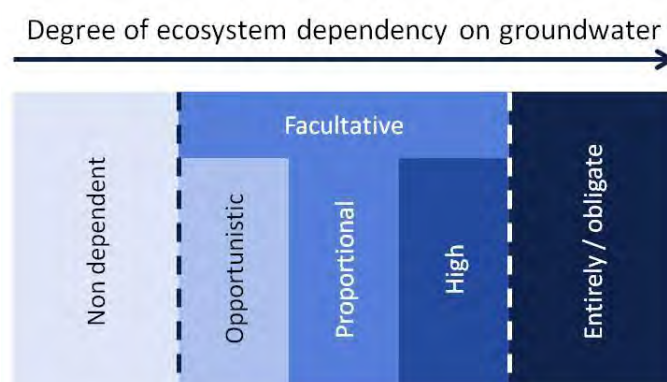 Degree of ecosystem dependency on groundwater
Non dependent
Facultative
Opportunistic
Proportional
High
Entirely / obligate